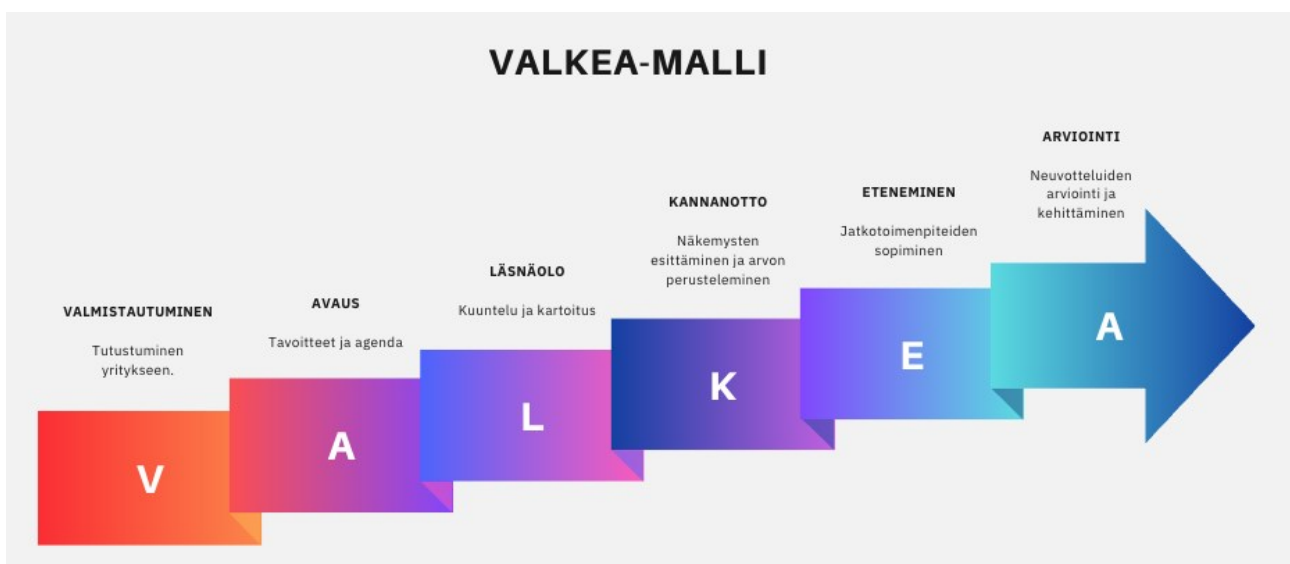 VALKEA-MALLI
VALMISTAUTUMINEN
Tutustuminen
yritykseen.
V
AVAUS
Tavoitteet ja agenda
A
LÄSNÄOLO
Kuuntelu ja kartoitus
L
KANNANOTTO
Näkemysten
esittäminen ja arvon
perusteleminen
K
ETENEMINEN
Jatkotoimenpiteiden
sopiminen
E
ARVIOINTI
Neuvotteluiden
arviointi ja
kehittäminen
A